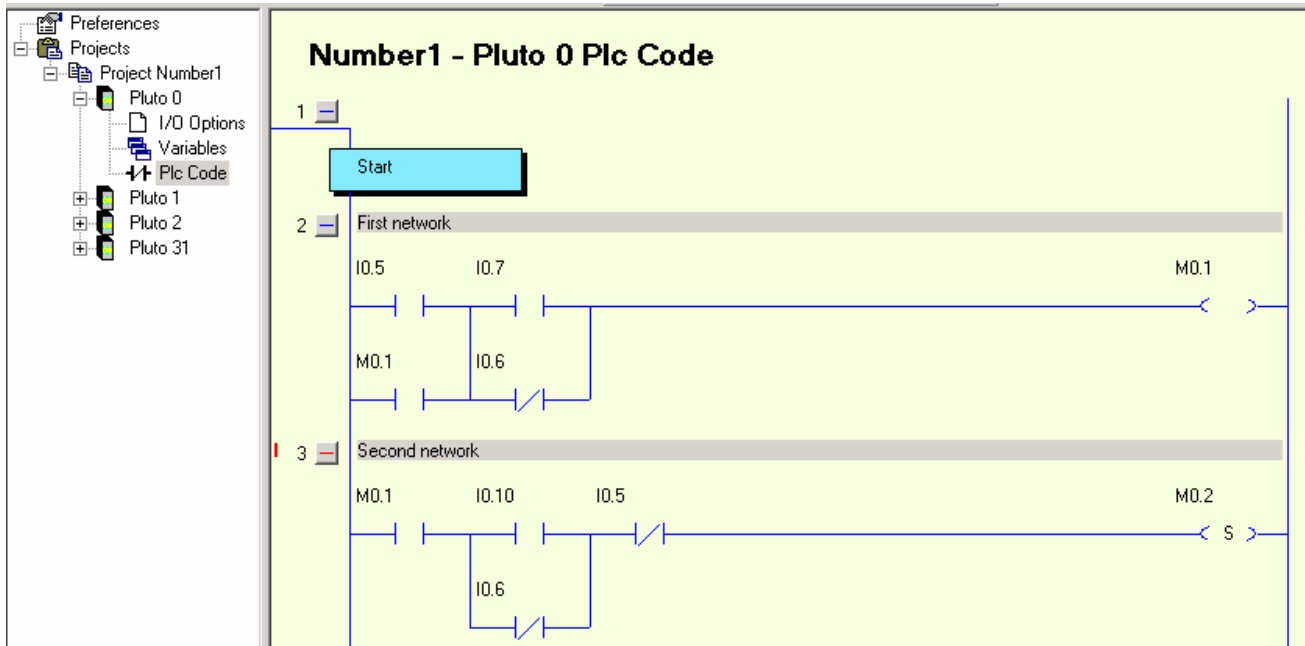 Preferences
Projects
Project Number1
Pluto 0
I/O Options
Variables
Plc Code
Pluto 1
Pluto 2
Pluto 31
Number1 - Pluto 0 Plc Code
1
Start
2 First network
I0.5 I0.7 M0.1
M0.1 I0.6
3 Second network
M0.1 I0.10 I0.5 M0.2
S
I0.6